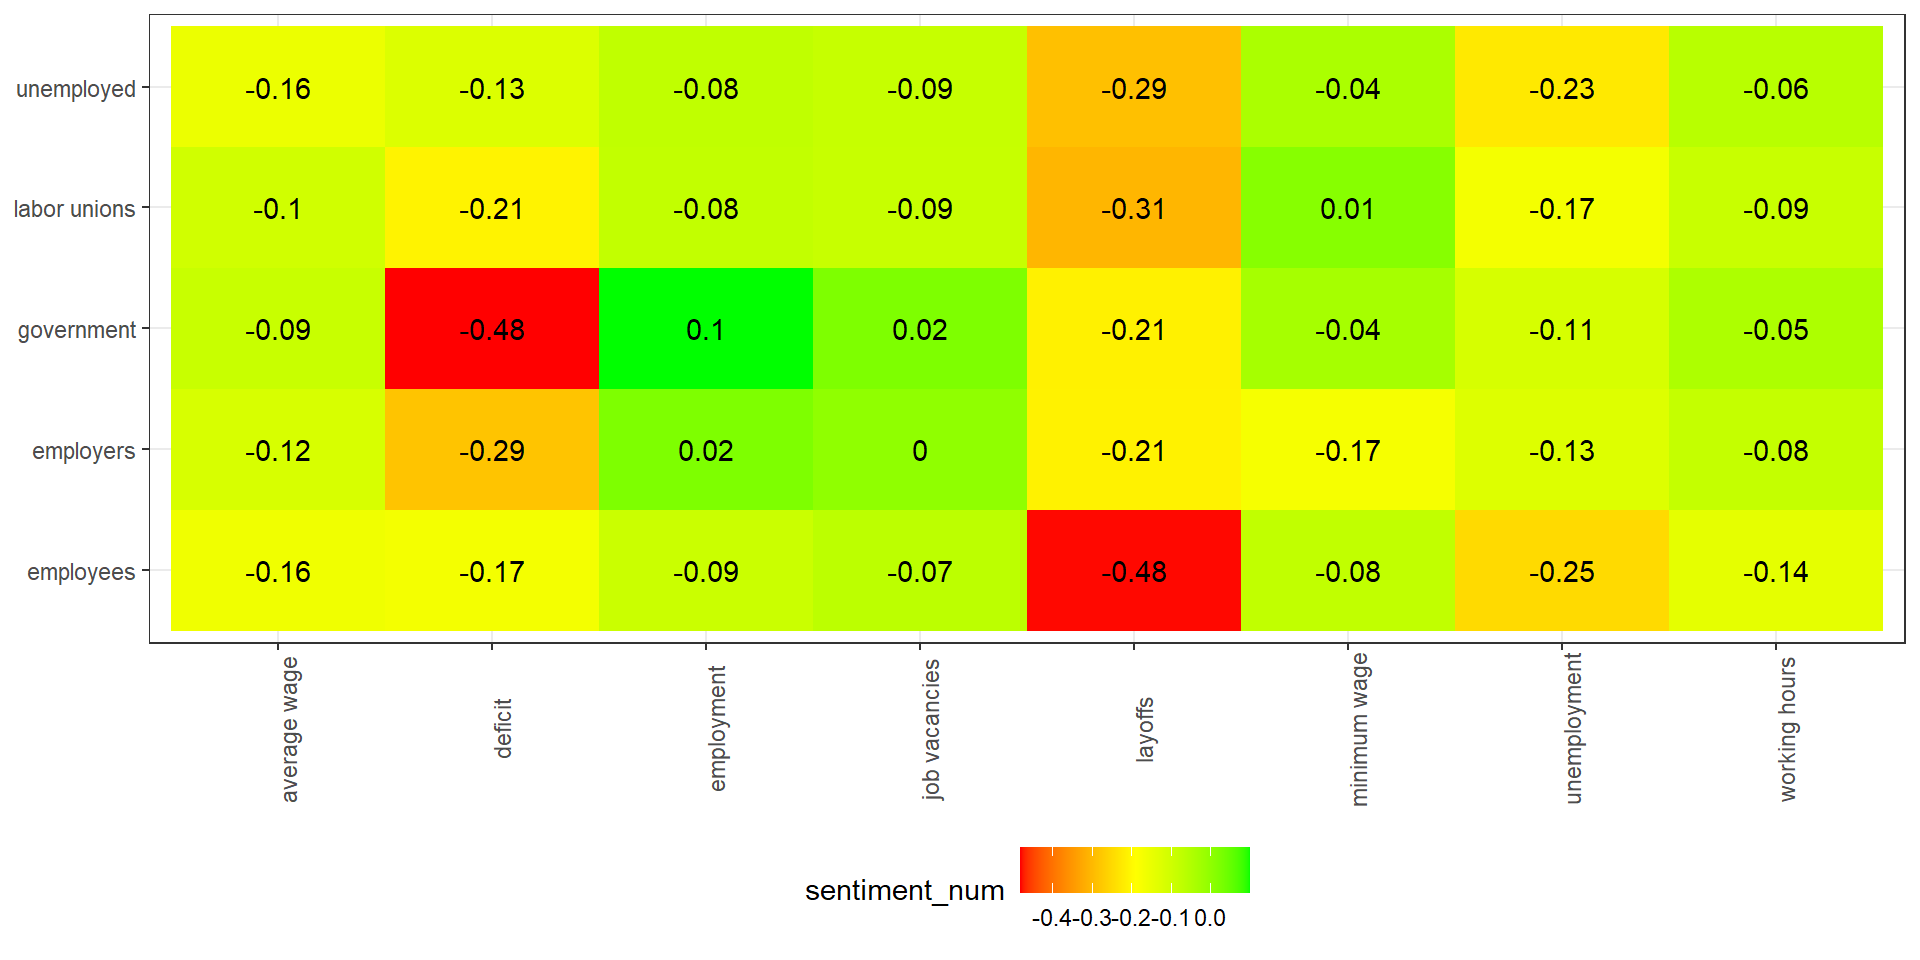 unemployed -0.16 -0.13 -0.08 -0.09 -0.29 -0.04 -0.23 -0.06
labor unions -0.1 -0.21 -0.08 -0.09 -0.31 0.01 -0.17 -0.09
government -0.09 -0.48 0.1 0.02 -0.21 -0.04 -0.11 -0.05
employers -0.12 -0.29 0.02 0 -0.21 -0.17 -0.13 -0.08
employees -0.16 -0.17 -0.09 -0.07 -0.48 -0.08 -0.25 -0.14
average wage
deficit
employment
job vacancies
layoffs
minimum wage
unemployment
working hours
sentiment_num
-0.4 -0.3 -0.2 -0.1 0.0